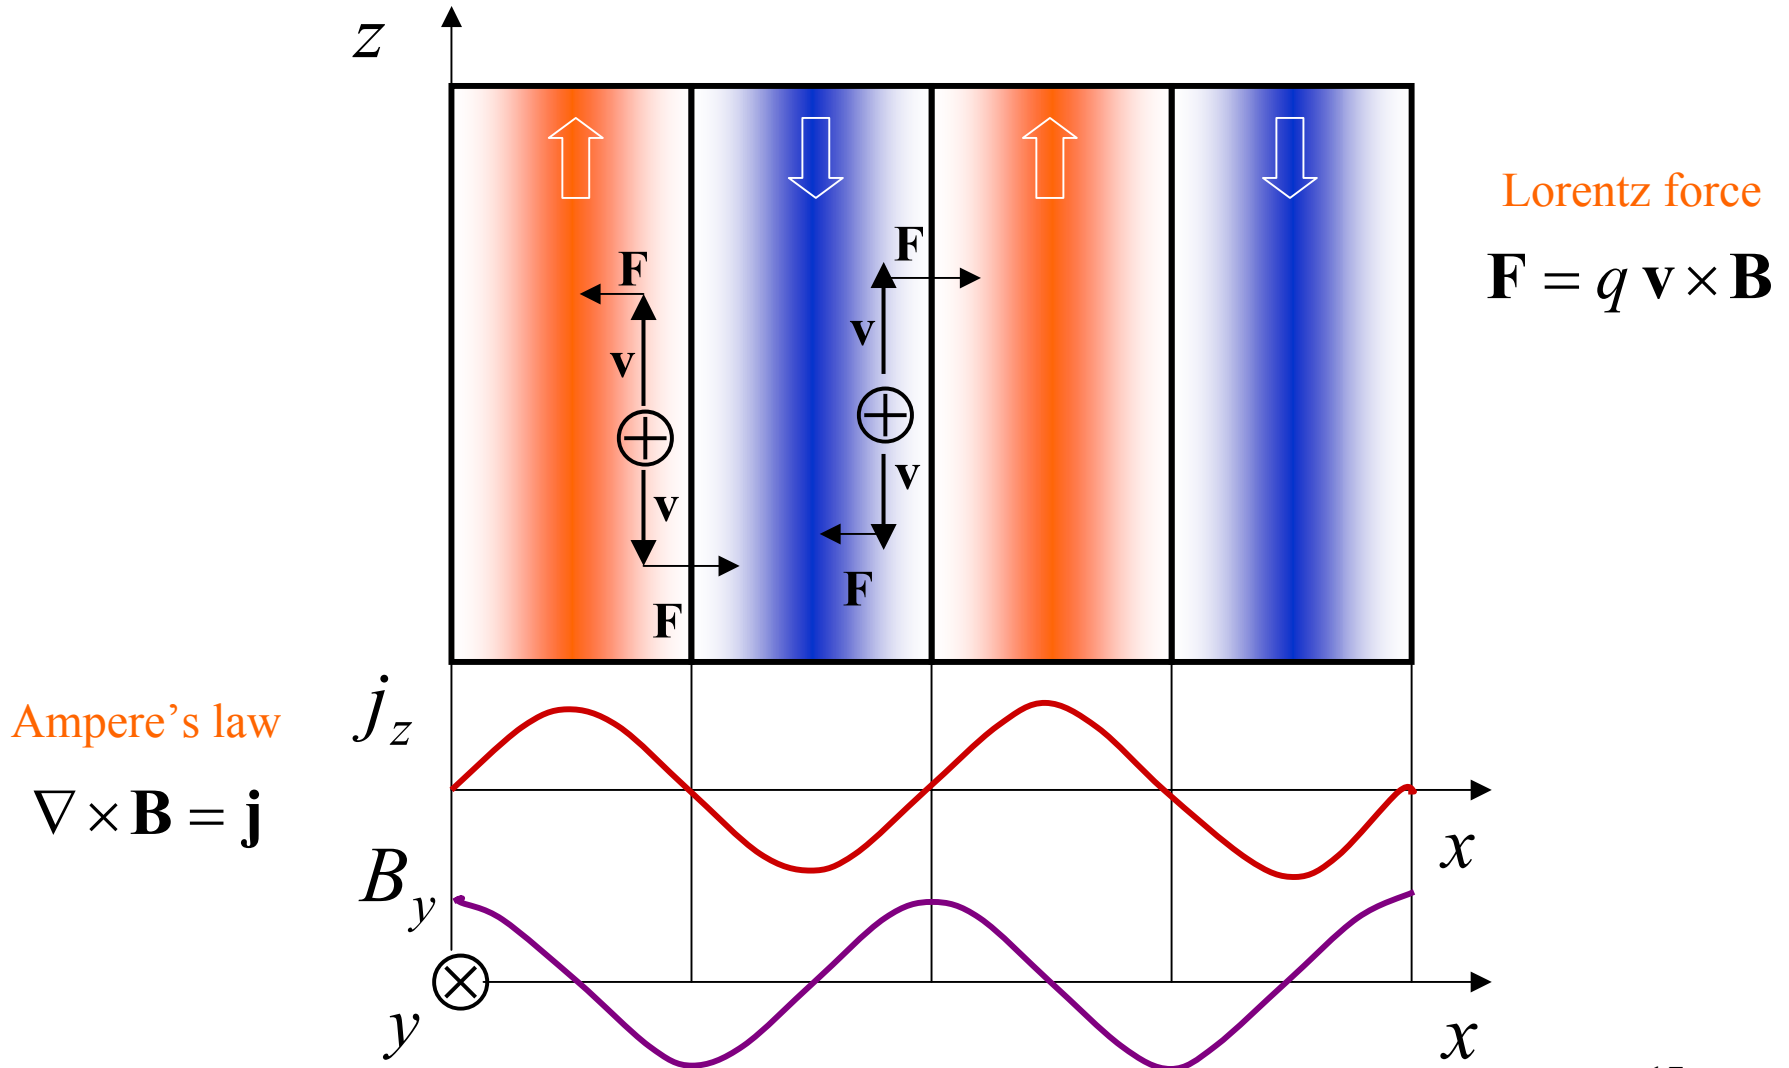 z
Lorentz force
F = q v × B
F
F
v
v
v
v
F
F
Ampere's law
∇ × B = j
j_z
x
B_y
y
x